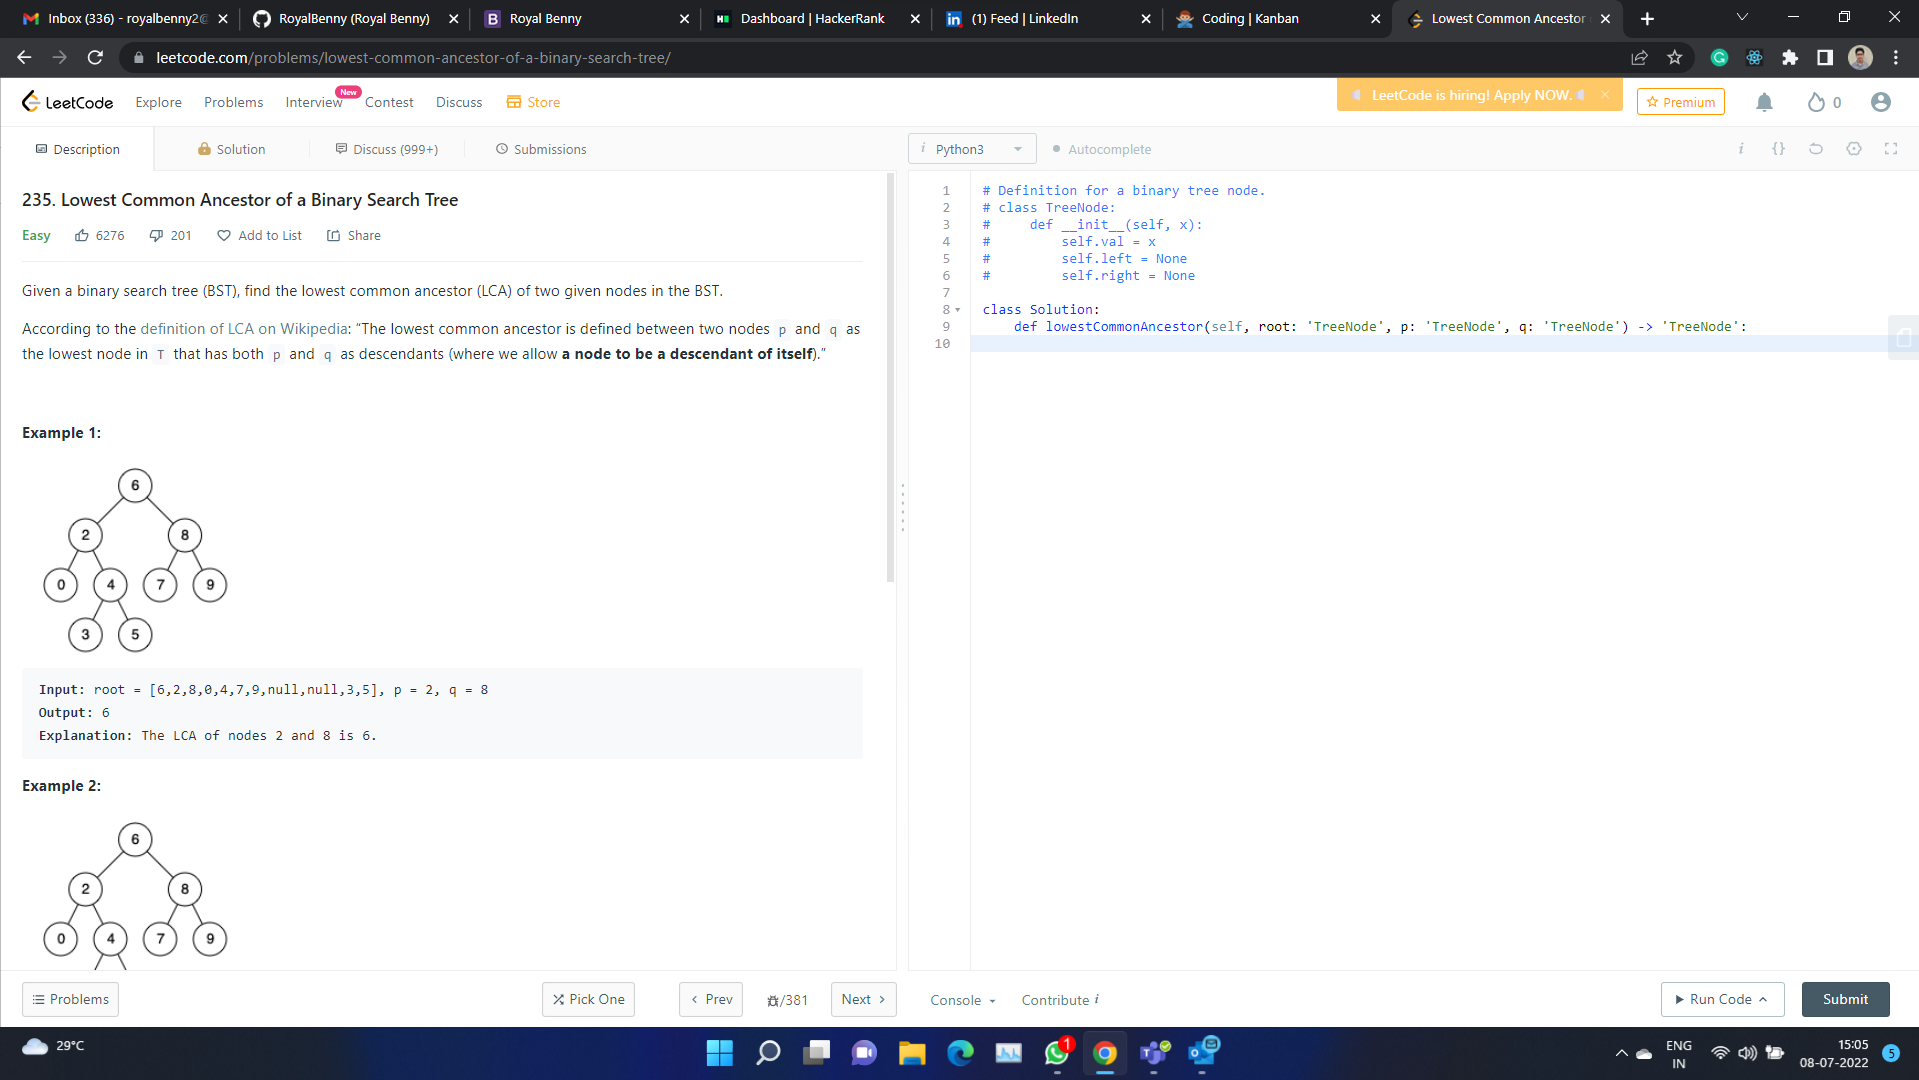 Inbox (336) - royalbenny2@
RoyalBenny (Royal Benny)
Royal Benny
Dashboard | HackerRank
(1) Feed | LinkedIn
Coding | Kanban
Lowest Common Ancestor
leetcode.com/problems/lowest-common-ancestor-of-a-binary-search-tree/
LeetCode
Explore
Problems
Interview
New
Contest
Discuss
Store
LeetCode is hiring! Apply NOW.
Premium
0
Description
Solution
Discuss (999+)
Submissions
i Python3
Autocomplete
i {}
235. Lowest Common Ancestor of a Binary Search Tree
Easy 6276 201 Add to List Share
Given a binary search tree (BST), find the lowest common ancestor (LCA) of two given nodes in the BST.
According to the definition of LCA on Wikipedia: “The lowest common ancestor is defined between two nodes p and q as
the lowest node in T that has both p and q as descendants (where we allow a node to be a descendant of itself).”
Example 1:
6
2 8
0 4 7 9
3 5
Input: root = [6,2,8,0,4,7,9,null,null,3,5], p = 2, q = 8
Output: 6
Explanation: The LCA of nodes 2 and 8 is 6.
Example 2:
6
2 8
0 4 7 9
1 # Definition for a binary tree node.
2 # class TreeNode:
3 #     def __init__(self, x):
4 #         self.val = x
5 #         self.left = None
6 #         self.right = None
7
8 class Solution:
9     def lowestCommonAncestor(self, root: 'TreeNode', p: 'TreeNode', q: 'TreeNode') -> 'TreeNode':
10
Problems
Pick One
Prev
/381
Next
Console
Contribute i
Run Code
Submit
29°C
1
ENG
IN
15:05
08-07-2022
5